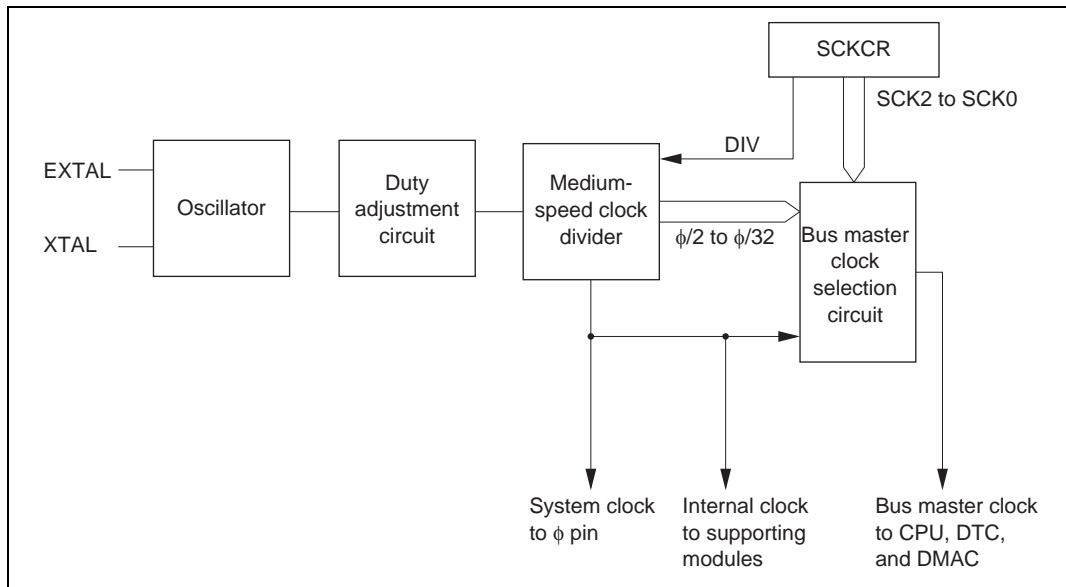 SCKCR
SCK2 to SCK0
DIV
EXTAL
XTAL
Oscillator
Duty
adjustment
circuit
Medium-
speed clock
divider
ϕ/2 to ϕ/32
Bus master
clock
selection
circuit
System clock
to ϕ pin
Internal clock
to supporting
modules
Bus master clock
to CPU, DTC,
and DMAC